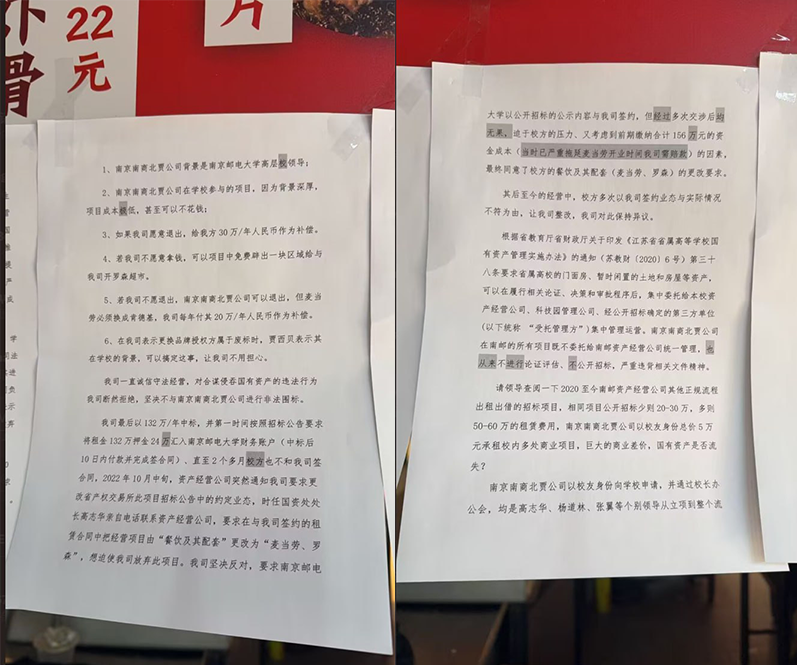 22
元
片
滑
1、南京南商北贾公司背景是南京邮电大学高层校领导；
2、南京南商北贾公司在学校参与的项目，因为背景深厚，
项目成本极低，甚至可以不花钱；
3、如果我司愿意退出，给我方 30 万/年人民币作为补偿。
4、若我司不愿意拿钱，可以项目中免费辟出一块区域给与
我司开罗森超市。
5、若我司不愿退出，南京南商北贾公司可以退出，但麦当
劳必须换成肯德基，我司每年付其 20 万/年人民币作为补偿。
6、在我司表示更换品牌授权方属于废标时，贾西贝表示其
在学校的背景，可以搞定这事，让我司不用担心。
我司一直诚信守法经营，对合谋侵吞国有资产的违法行为
我司断然拒绝，坚决不与南京南商北贾公司进行非法围标。
我司最后以 132 万/年中标，并第一时间按照招标公告要求
将租金 132 万押金 24 万汇入南京邮电大学财务账户（中标后
10 日内付款并完成签合同）、直至 2 个多月校方也不和我司签
合同，2022 年 10 月中旬，资产经营公司突然通知我司要求更
改省产权交易所此项目招标公告中的约定业态，时任国资处处
长高志华亲自电话联系资产经营公司，要求在与我司签约的租
赁合同中把经营项目由“餐饮及其配套”更改为“麦当劳、罗
森”，想迫使我司放弃此项目。我司坚决反对，要求南京邮电
大学以公开招标的公示内容与我司签约，但经过多次交涉后均
无果，迫于校方的压力、又考虑到前期缴纳合计 156 万元的资
金成本（当时已严重拖延麦当劳开业时间我司需赔款）的因素，
最终同意了校方的餐饮及其配套（麦当劳、罗森）的更改要求。
其后至今的经营中，校方多次以我司签约业态与实际情况
不符为由，让我司整改，我司对此保持异议。
根据省教育厅省财政厅关于印发《江苏省省属高等学校国
有资产管理实施办法》的通知（苏教财〔2020〕6 号）第三十
八条要求省属高校的门面房、暂时闲置的土地和房屋等资产，
可以在履行相关论证、决策和审批程序后，集中委托给本校资
产经营公司、科技园管理公司、经公开招标确定的第三方单位
（以下统称 “受托管理方”）集中管理运营。南京南商北贾公司
在南邮的所有项目既不委托给南邮资产经营公司统一管理，也
从来不进行论证评估、不公开招标，严重违背相关文件精神。
请领导查阅一下 2020 至今南邮资产经营公司其他正规流程
出租出借的招标项目，相同项目公开招标少则 20-30 万，多则
50-60 万的租赁费用，南京南商北贾公司以校友身份总价 5 万
元承租校内多处商业项目，巨大的商业差价，国有资产是否流
失？
南京南商北贾公司以校友身份向学校申请，并通过校长办
公会，均是高志华、杨道林、张翼等个别领导从立项到整个流